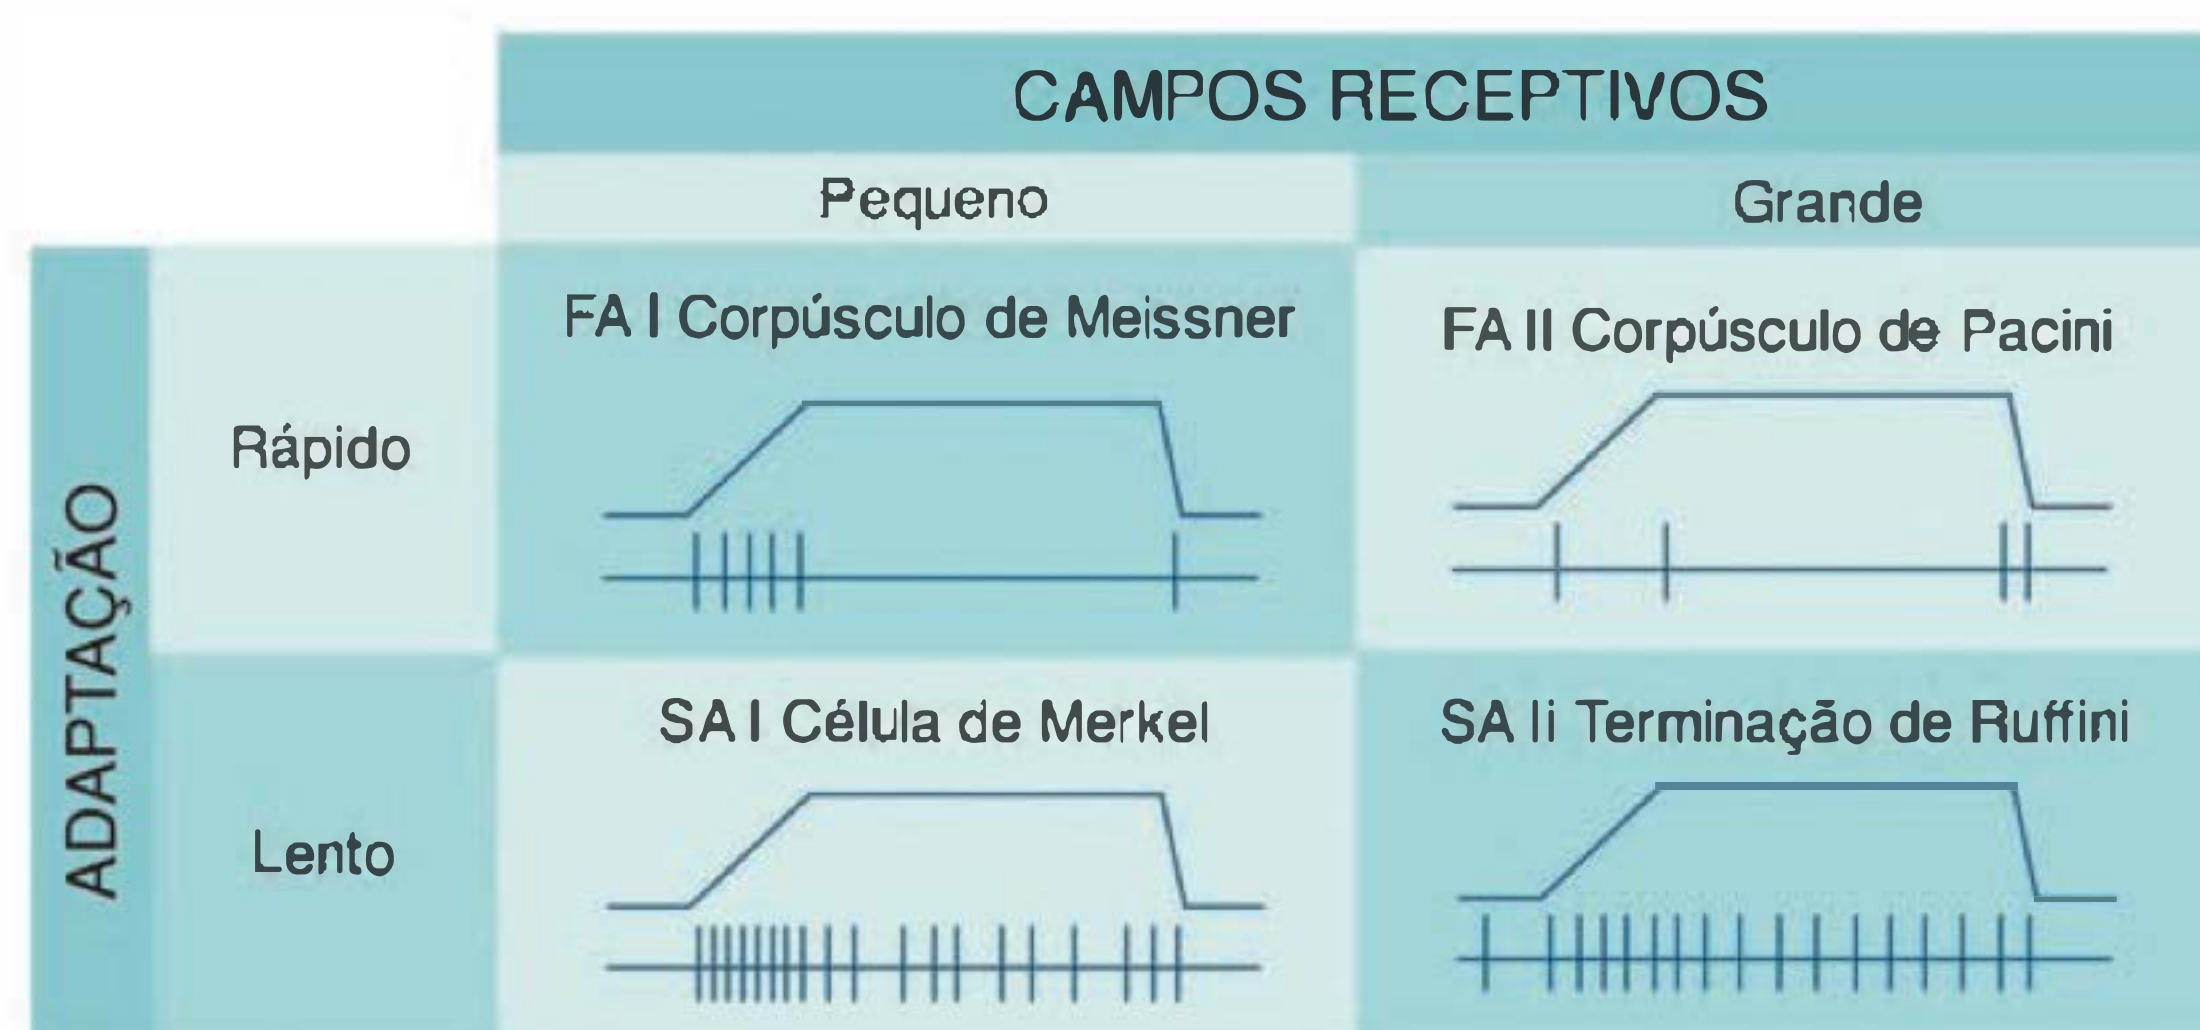 CAMPOS RECEPTIVOS
Pequeno
Grande
ADAPTAÇÃO
Rápido
FA I Corpúsculo de Meissner
FA II Corpúsculo de Pacini
Lento
SA I Célula de Merkel
SA Ii Terminação de Ruffini